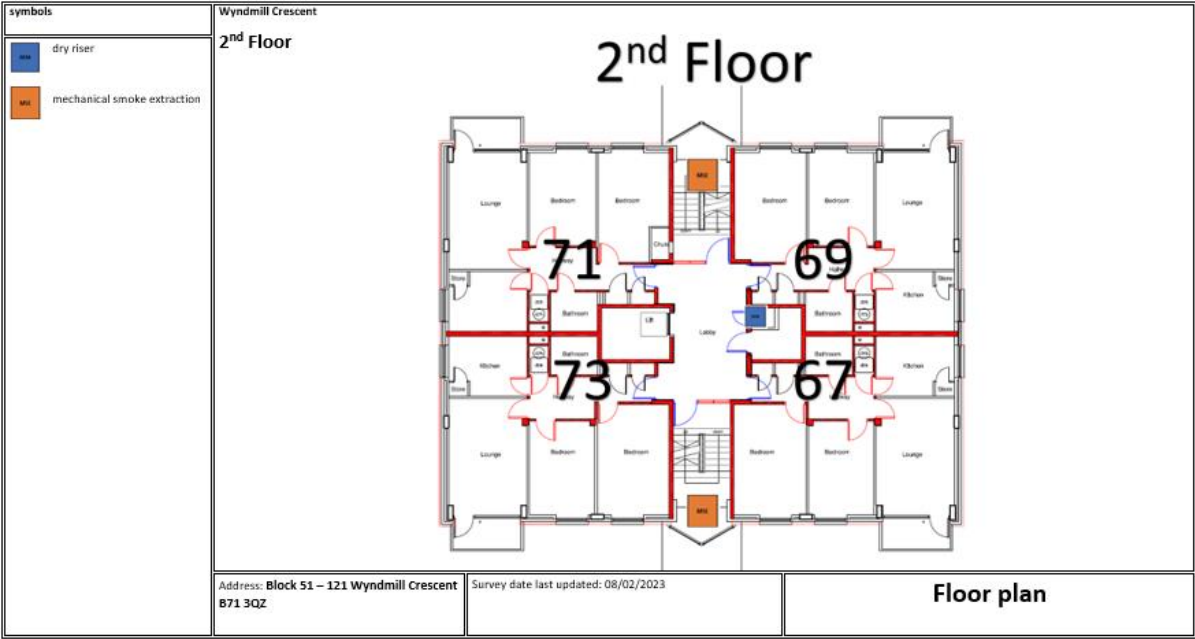 symbols
dry riser
mechanical smoke extraction
Wyndmill Crescent
2nd Floor
2nd Floor
MSE
Lounge
Bedroom
Bedroom
Bedroom
Bedroom
Lounge
71
69
Store
Kitchen
Store
Bathroom
Bathroom
Lift
Lobby
Kitchen
Bathroom
Bathroom
Kitchen
73
67
Store
Store
Lounge
Bedroom
Bedroom
Bedroom
Bedroom
Lounge
MSE
Address: Block 51 – 121 Wyndmill Crescent
B71 3QZ
Survey date last updated: 08/02/2023
Floor plan